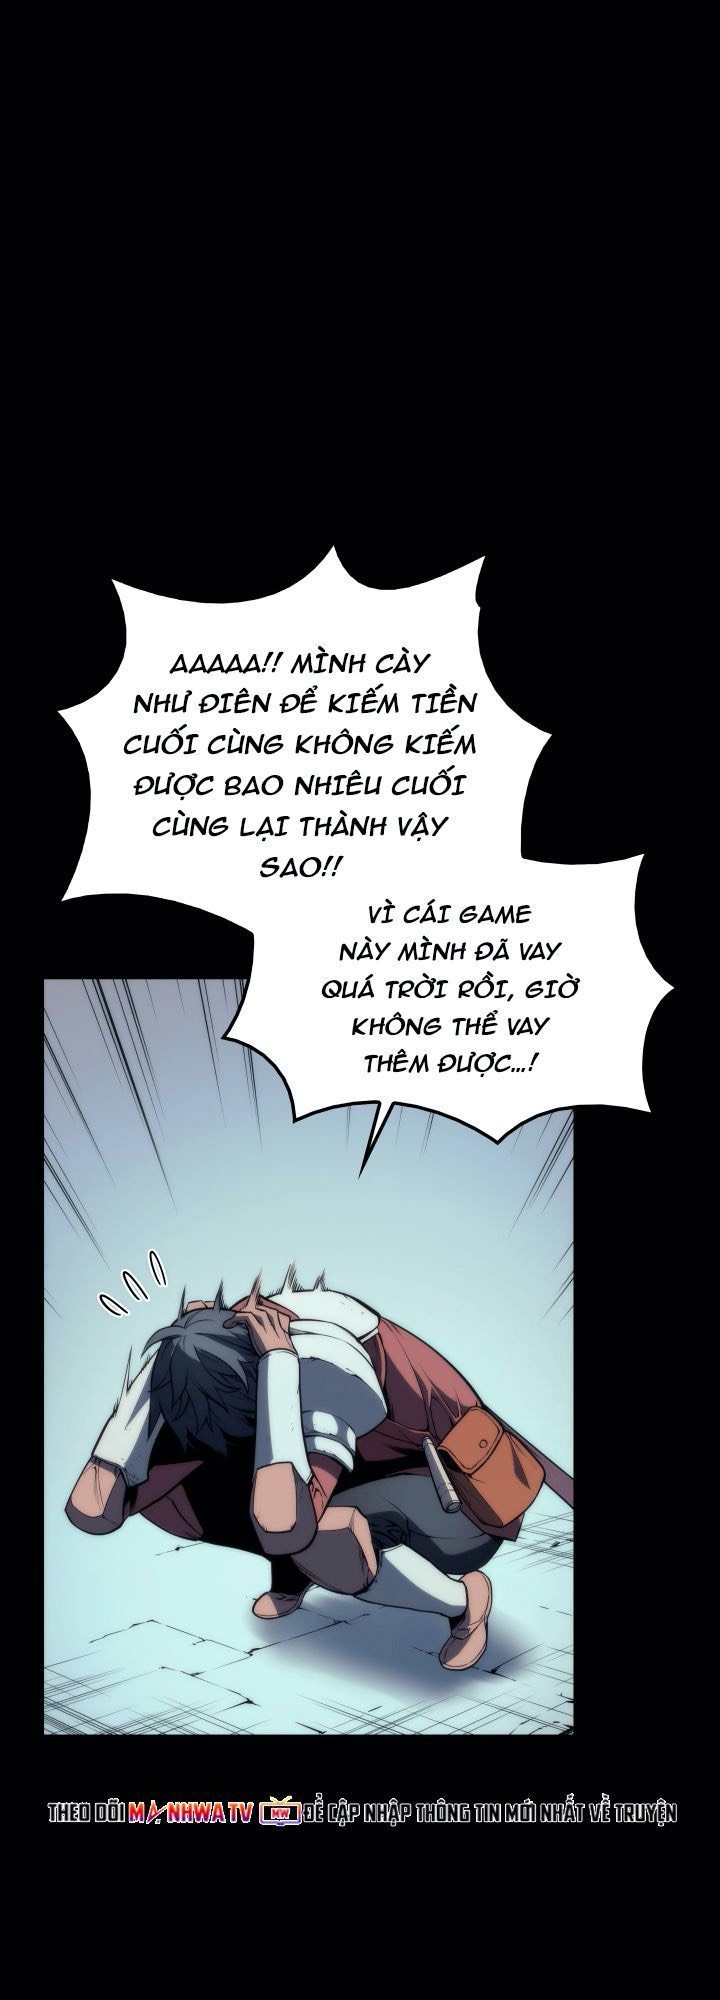 AAAAA!! MÌNH CÀY
NHƯ ĐIÊN ĐỂ KIẾM TIỀN
CUỐI CÙNG KHÔNG KIẾM
ĐƯỢC BAO NHIÊU CUỐI
CÙNG LẠI THÀNH VẬY
SAO!!
VÌ CÁI GAME
NÀY MÌNH ĐÃ VAY
QUÁ TRỜI RỒI, GIỜ
KHÔNG THỂ VAY
THÊM ĐƯỢC...!
THEO DÕI MANHWA TV MW ĐỂ CẬP NHẬP THÔNG TIN MỚI NHẤT VỀ TRUYỆN